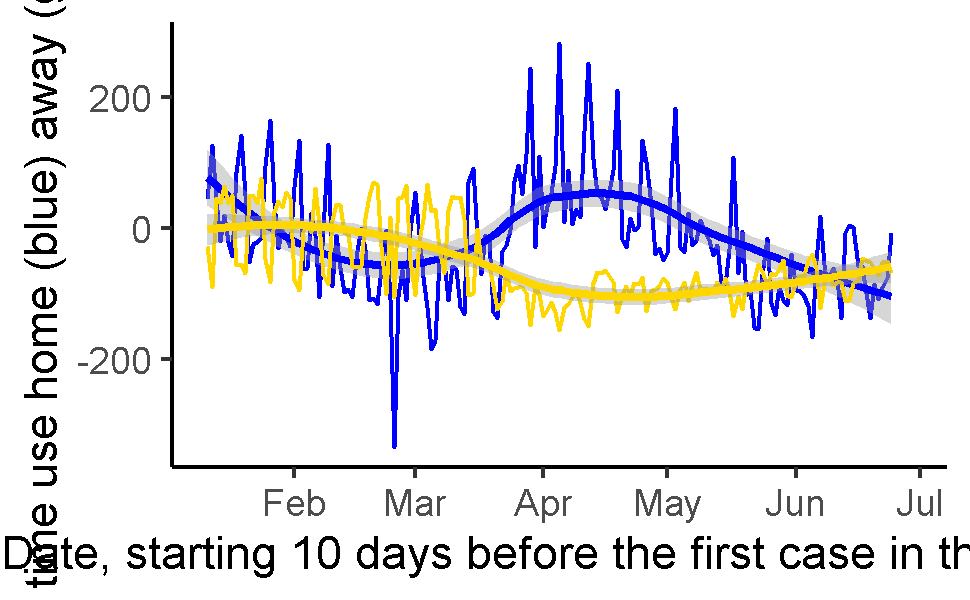 time use home (blue) away (
200
0
-200
Feb Mar Apr May Jun Jul
Date, starting 10 days before the first case in th